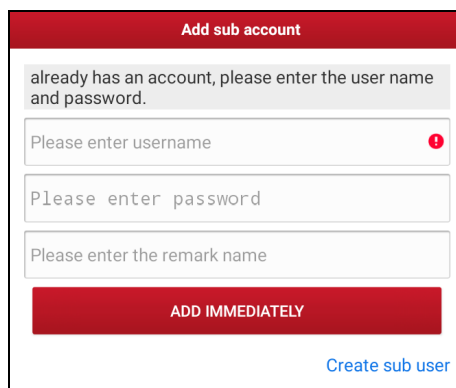 Add sub account
already has an account, please enter the user name
and password.
Please enter username
Please enter password
Please enter the remark name
ADD IMMEDIATELY
Create sub user